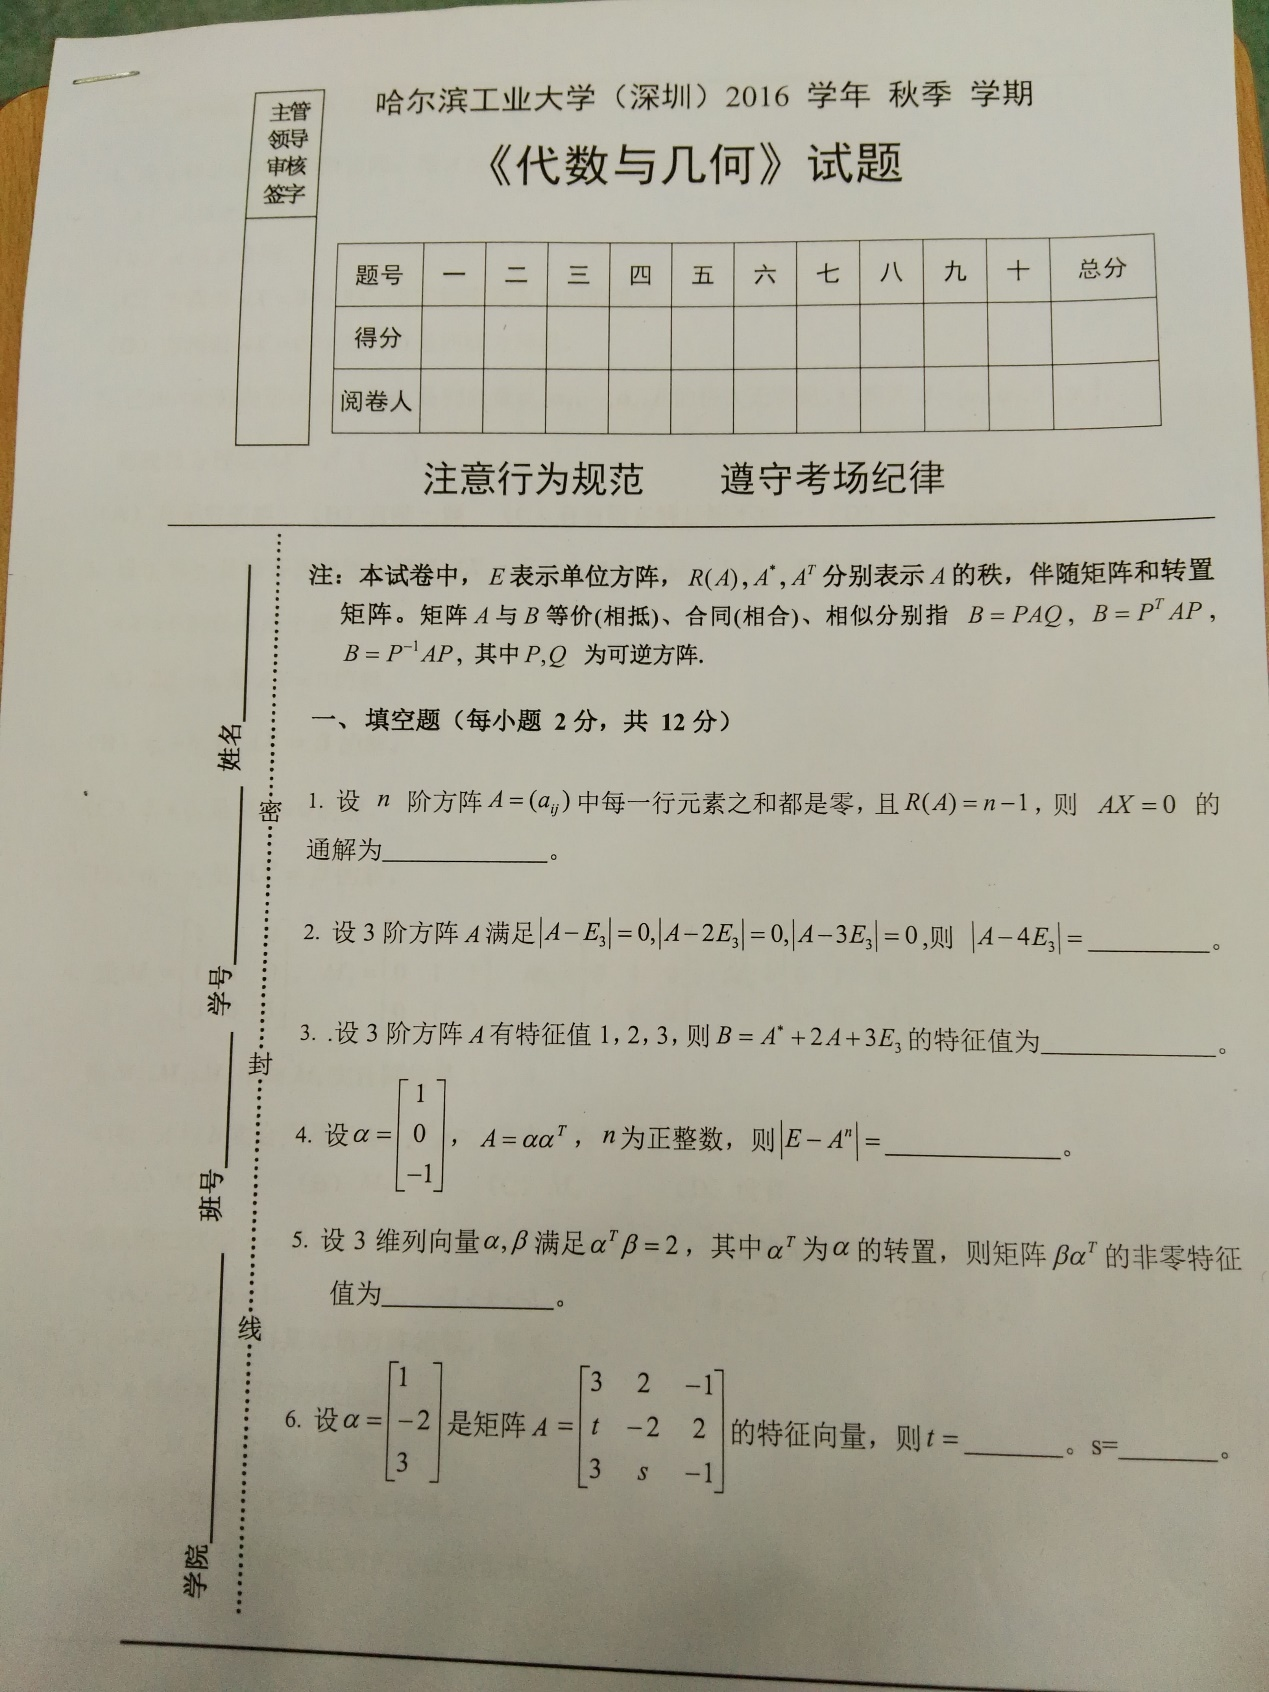 主管
领导
审核
签字
哈尔滨工业大学（深圳）2016 学年 秋季 学期
《代数与几何》试题
题号 一 二 三 四 五 六 七 八 九 十 总分
得分
阅卷人
注意行为规范 遵守考场纪律
注：本试卷中，E表示单位方阵，R(A), A*, A^T 分别表示 A 的秩，伴随矩阵和转置
矩阵。矩阵 A 与 B 等价(相抵)、合同(相合)、相似分别指 B = PAQ，B = P^T AP，
B = P^{-1} AP，其中 P,Q 为可逆方阵.
一、填空题（每小题 2 分，共 12 分）
1. 设 n 阶方阵 A = (a_{ij}) 中每一行元素之和都是零，且 R(A) = n−1，则 AX = 0 的
通解为____________。
2. 设 3 阶方阵 A 满足 |A−E_3| = 0, |A−2E_3| = 0, |A−3E_3| = 0 ,则 |A−4E_3| = __________。
3. .设 3 阶方阵 A 有特征值 1, 2, 3, 则 B = A* + 2A + 3E_3 的特征值为______________。
4. 设 α = [1 0 −1]，A = αα^T，n 为正整数，则 |E − A^n| = ______________。
5. 设 3 维列向量 α, β 满足 α^T β = 2，其中 α^T 为 α 的转置，则矩阵 βα^T 的非零特征
值为______________。
6. 设 α = [1 −2 3] 是矩阵 A = [3 2 −1 t −2 2 3 s −1] 的特征向量，则 t = ________。s=________。
姓名
学号
班号
学院
密
封
线